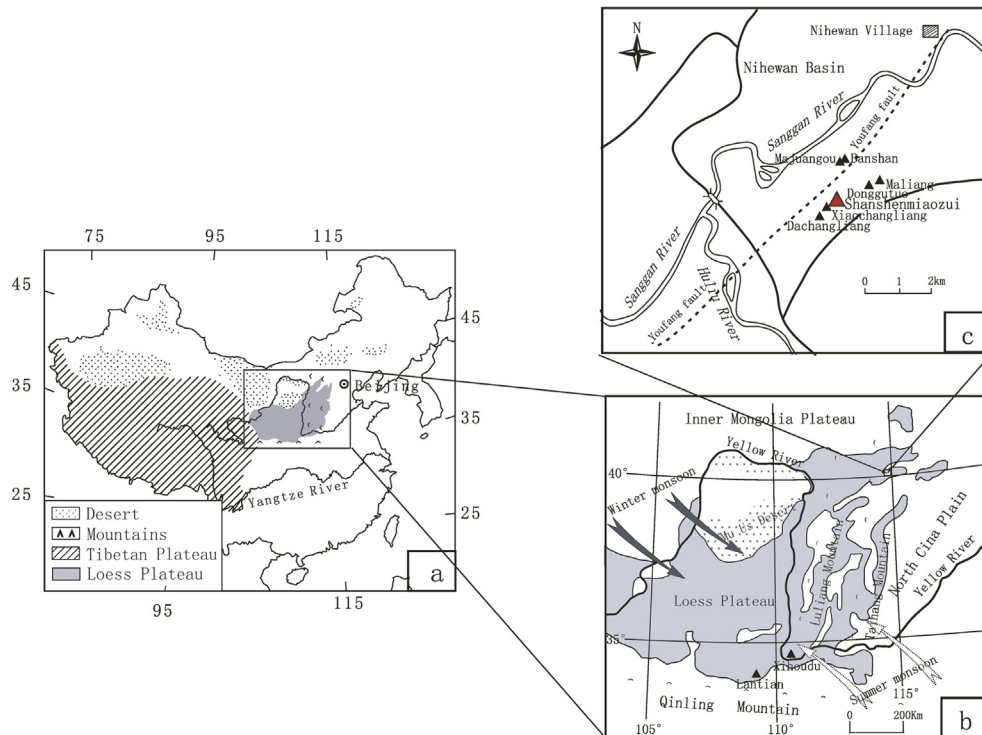 75
95
115
45
35
25
45
35
25
95
115
Beijing
Yangtze River
Desert
Mountains
Tibetan Plateau
Loess Plateau
a
N
Nihewan Village
Nihewan Basin
Sanggan River
Youfang fault
Majuangou
Banshan
Maliang
Donggutuo
Shanshenmiaozui
Xiaochangliang
Dachangliang
Sanggan River
Huliu River
Youfang fault
0 1 2km
c
Inner Mongolia Plateau
Yellow River
40°
Winter monsoon
Mu Us Desert
Loess Plateau
Luliang Mountain
Taihang Mountain
North Cina Plain
Yellow River
35°
Xihoudu
Lantian
Summer monsoon
Qinling Mountain
105°
110°
115°
0 200Km
b